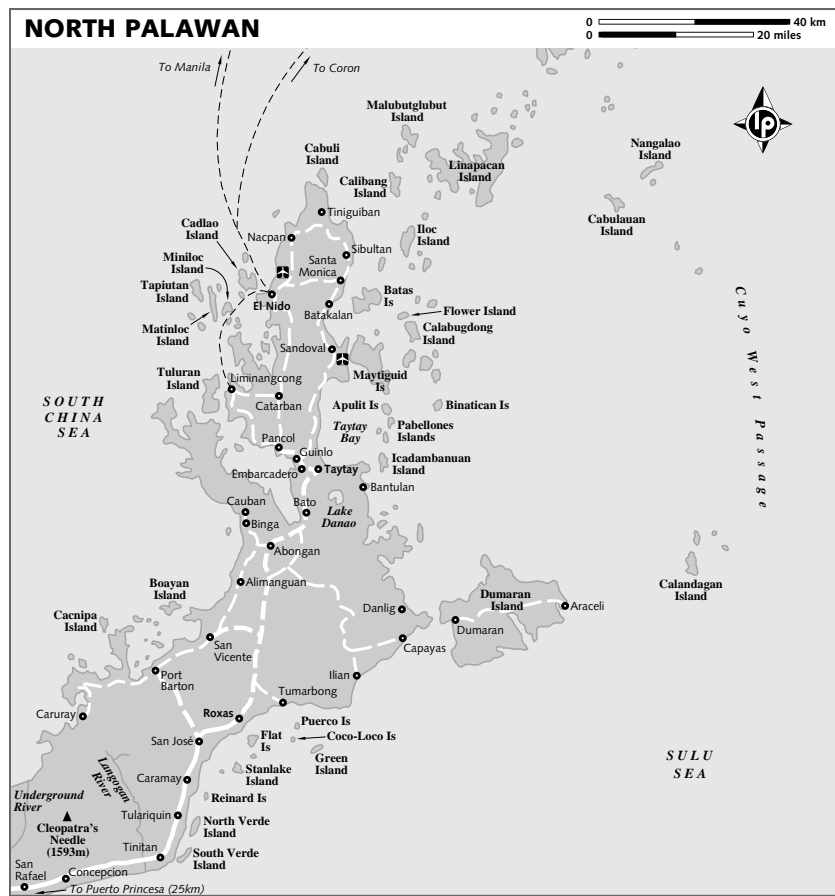 NORTH PALAWAN
0 40 km
0 20 miles
To Manila
To Coron
lp
Malubutglubut
Island
Cabuli
Island
Calibang
Island
Linapacan
Island
Nangalao
Island
Tiniguiban
Cabulauan
Island
Cadlao
Island
Nacpan
Iloc
Island
Sibultan
Miniloc
Island
Santa
Monica
Tapiutan
Island
El Nido
Batas
Is
Batakalan
Flower Island
Matinloc
Island
Calabugdong
Island
Cuyo West Passage
Sandoval
Maytiguid
Is
Tuluran
Island
Liminangcong
SOUTH
CHINA
SEA
Catarban
Apulit Is
Binatican Is
Taytay
Bay
Pabellones
Islands
Pancol
Guinlo
Embarcadero
Taytay
Icadambanuan
Island
Bantulan
Cauban
Bato
Binga
Lake
Danao
Abongan
Alimanguan
Boayan
Island
Dumaran
Island
Calandagan
Island
Danlig
Araceli
Cacnipa
Island
Dumaran
San
Vicente
Capayas
Port
Barton
Ilian
Tumarbong
Caruray
Roxas
Puerco Is
Flat
Is
Coco-Loco Is
San José
Green
Island
SULU
SEA
Langogan
River
Stanlake
Island
Caramay
Underground
River
Reinard Is
Tulariquin
Cleopatra's
Needle
(1593m)
North Verde
Island
Tinitan
South Verde
Island
San
Rafael
Concepcion
To Puerto Princesa (25km)